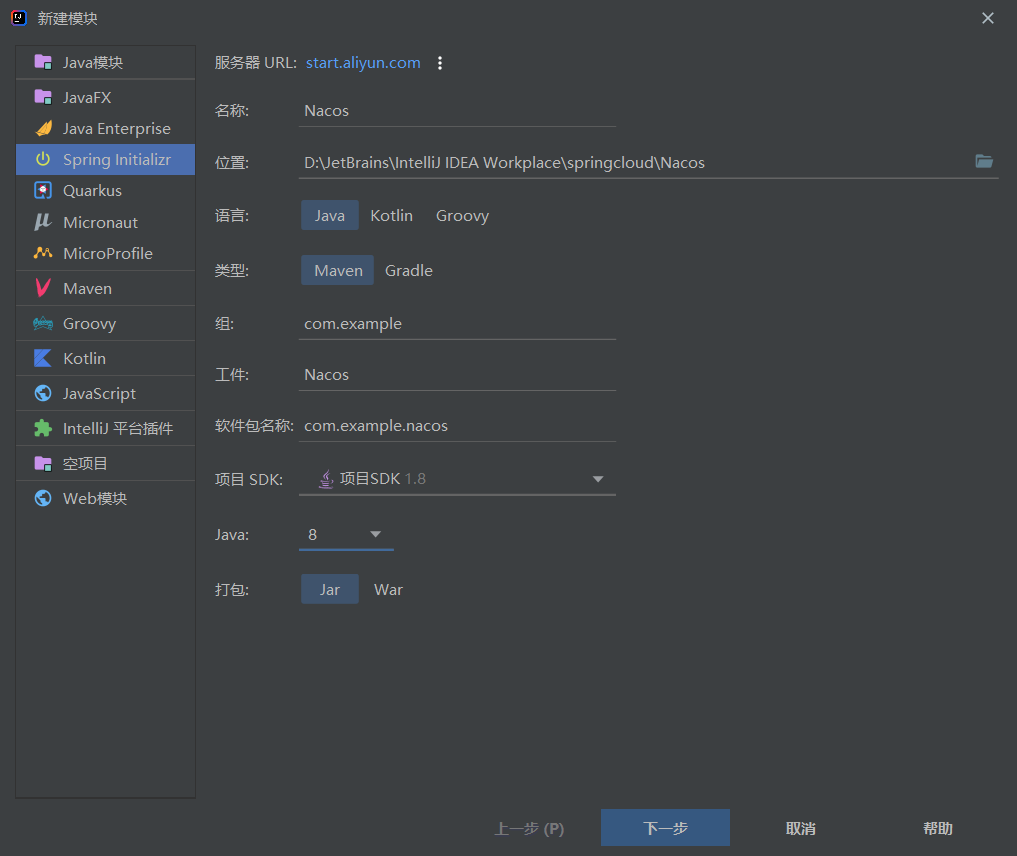 新建模块
Java模块
JavaFX
Java Enterprise
Spring Initializr
Quarkus
Micronaut
MicroProfile
Maven
Groovy
Kotlin
JavaScript
IntelliJ 平台插件
空项目
Web模块
服务器 URL: start.aliyun.com
名称: Nacos
位置: D:\JetBrains\IntelliJ IDEA Workplace\springcloud\Nacos
语言: Java Kotlin Groovy
类型: Maven Gradle
组: com.example
工件: Nacos
软件包名称: com.example.nacos
项目 SDK: 项目SDK 1.8
Java: 8
打包: Jar War
上一步 (P) 下一步 取消 帮助